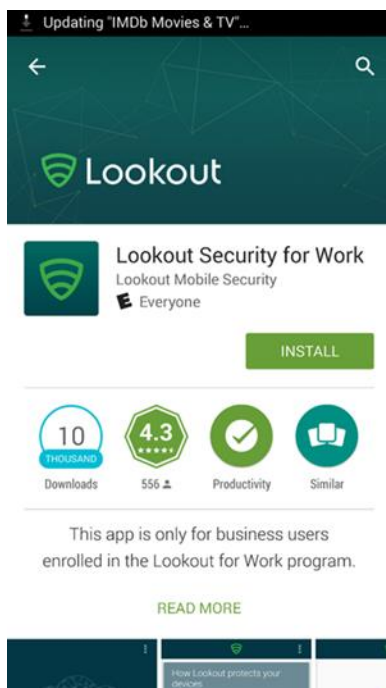 Updating "IMDb Movies & TV"...
Lookout
Lookout Security for Work
Lookout Mobile Security
E Everyone
INSTALL
10
THOUSAND
4.3
Downloads
556
Productivity
Similar
This app is only for business users
enrolled in the Lookout for Work program.
READ MORE
How Lookout protects your
devices